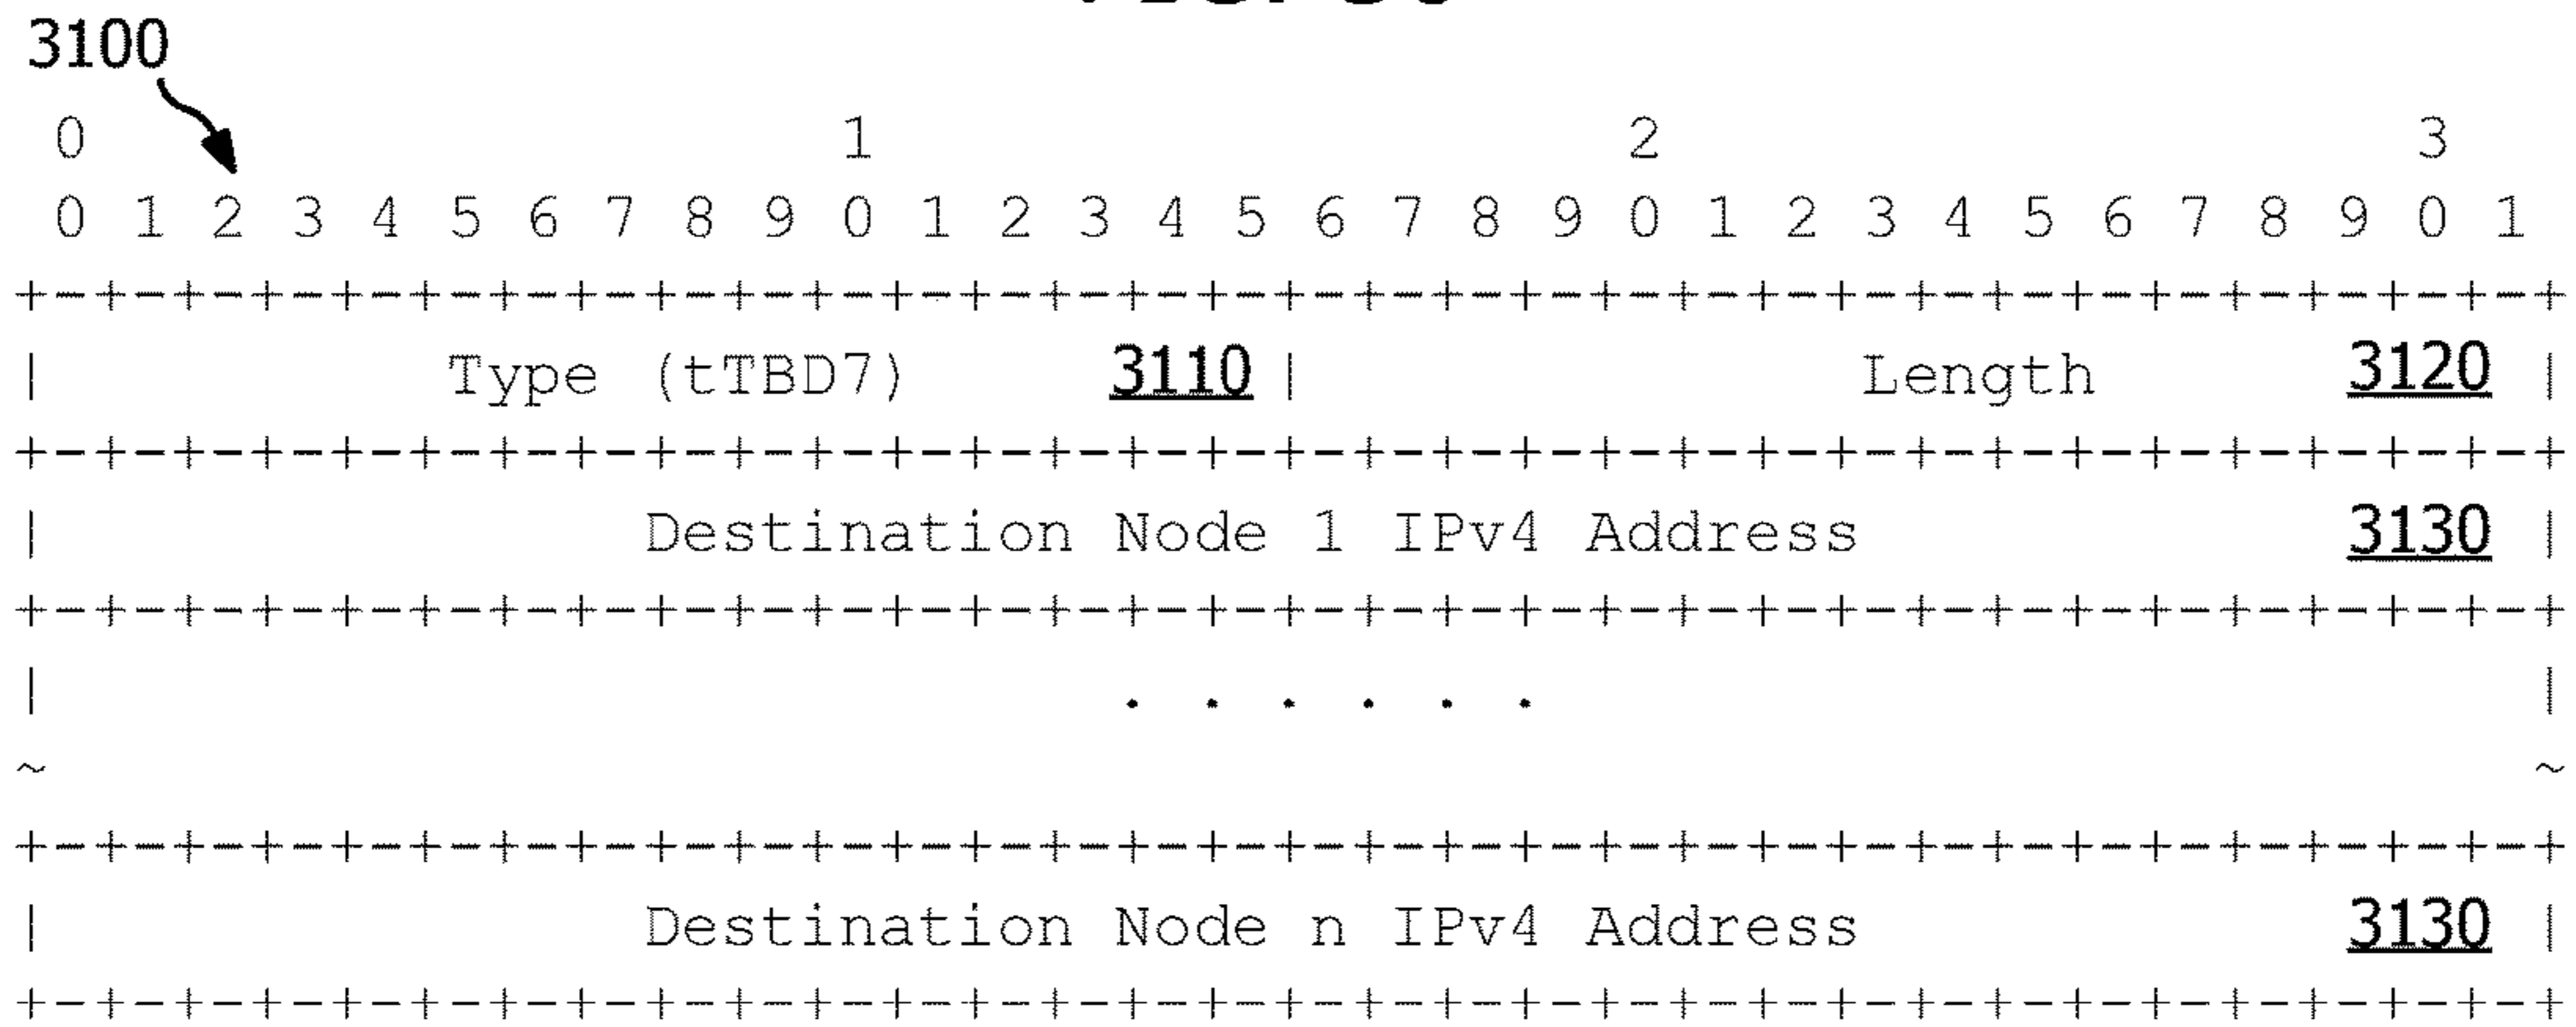 3100
0 1 2 3
0 1 2 3 4 5 6 7 8 9 0 1 2 3 4 5 6 7 8 9 0 1 2 3 4 5 6 7 8 9 0 1
+-+-+-+-+-+-+-+-+-+-+-+-+-+-+-+-+-+-+-+-+-+-+-+-+-+-+-+-+-+-+-+-+
| Type (tTBD7) 3110 | Length 3120 |
+-+-+-+-+-+-+-+-+-+-+-+-+-+-+-+-+-+-+-+-+-+-+-+-+-+-+-+-+-+-+-+-+
| Destination Node 1 IPv4 Address 3130 |
+-+-+-+-+-+-+-+-+-+-+-+-+-+-+-+-+-+-+-+-+-+-+-+-+-+-+-+-+-+-+-+-+
| . . . . . . |
~ ~
+-+-+-+-+-+-+-+-+-+-+-+-+-+-+-+-+-+-+-+-+-+-+-+-+-+-+-+-+-+-+-+-+
| Destination Node n IPv4 Address 3130 |
+-+-+-+-+-+-+-+-+-+-+-+-+-+-+-+-+-+-+-+-+-+-+-+-+-+-+-+-+-+-+-+-+